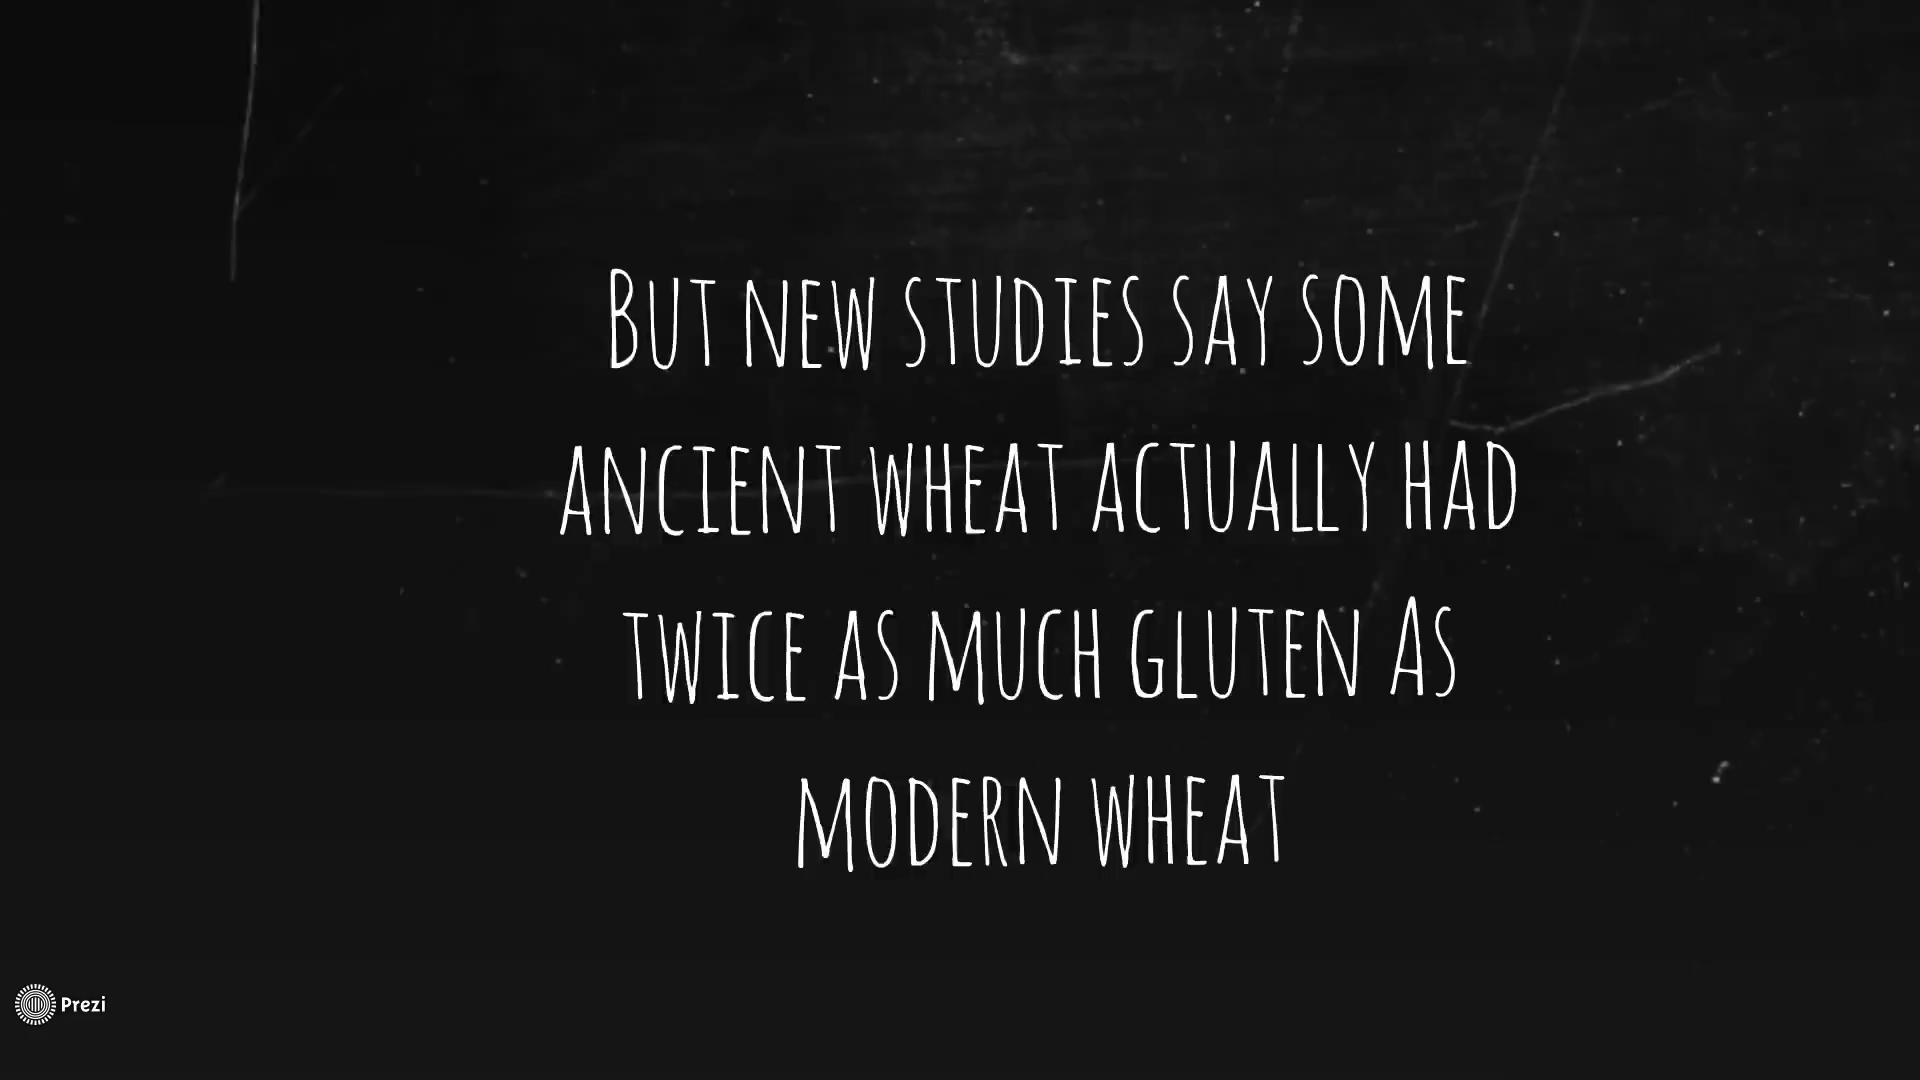 But new studies say some
ancient wheat actually had
twice as much gluten As
modern wheat
Prezi